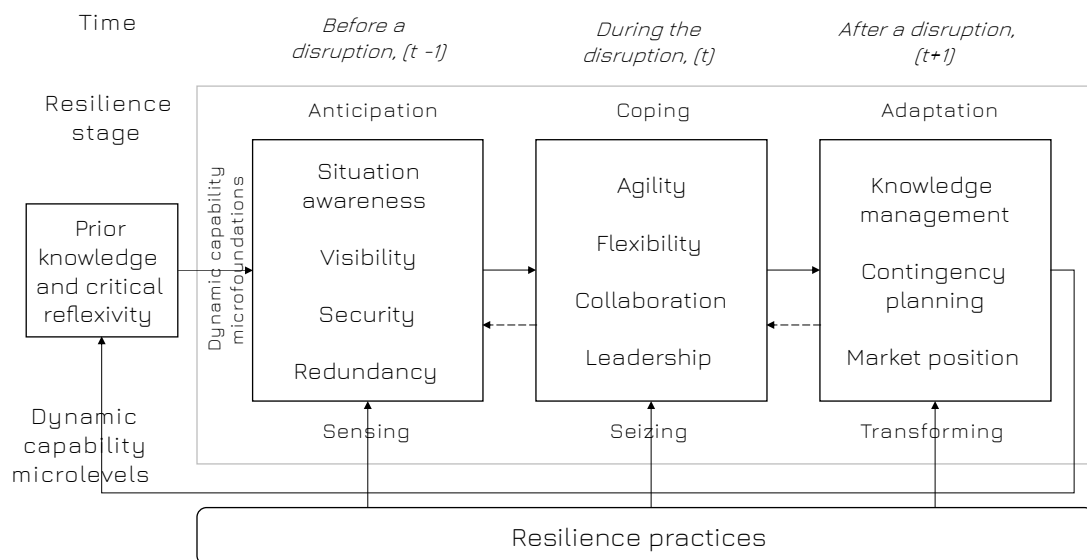 Time
Before a
disruption, (t -1)
During the
disruption, (t)
After a disruption,
(t+1)
Resilience
stage
Anticipation
Coping
Adaptation
Dynamic capability
microfoundations
Prior
knowledge
and critical
reflexivity
Situation
awareness
Visibility
Security
Redundancy
Agility
Flexibility
Collaboration
Leadership
Knowledge
management
Contingency
planning
Market position
Dynamic
capability
microlevels
Sensing
Seizing
Transforming
Resilience practices